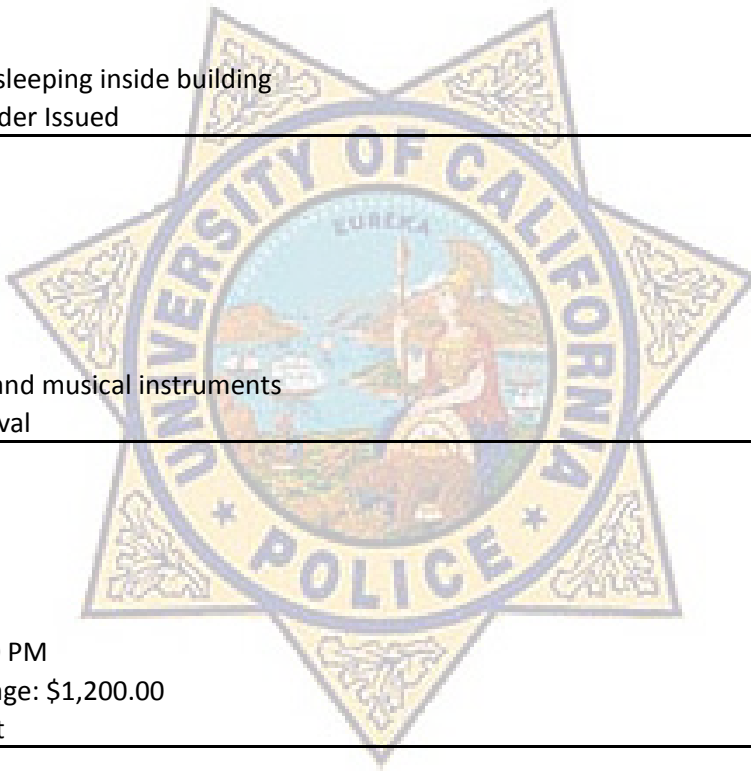 sleeping inside building
der Issued
UNIVERSITY OF CALIFORNIA
EUREKA
and musical instruments
val
POLICE
PM
ge: $1,200.00
t